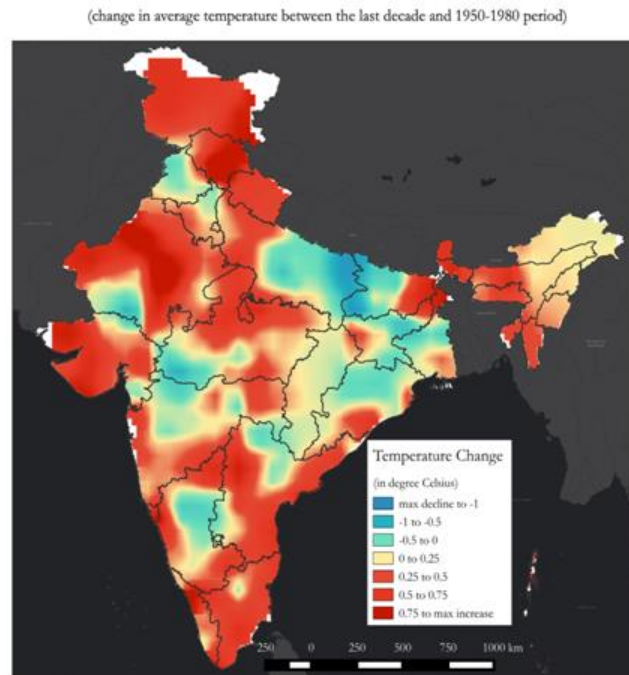 (change in average temperature between the last decade and 1950-1980 period)
Temperature Change
(in degree Celsius)
max decline to -1
-1 to -0.5
-0.5 to 0
0 to 0.25
0.25 to 0.5
0.5 to 0.75
0.75 to max increase
250 0 250 500 750 1000 km